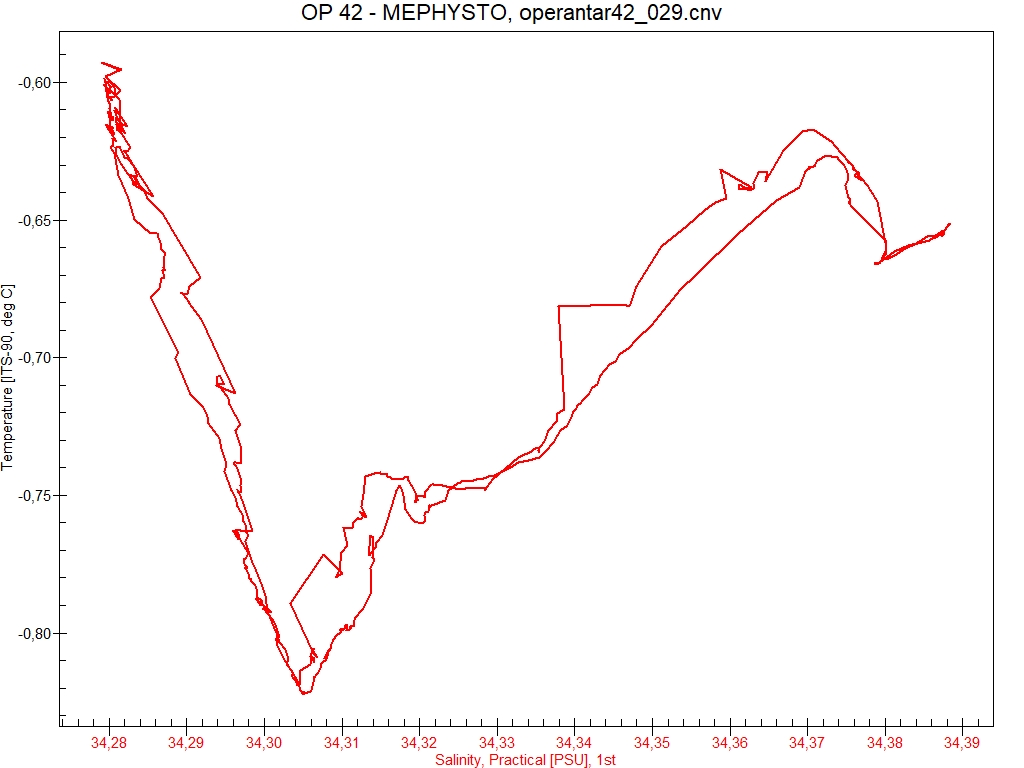 OP 42 - MEPHYSTO, operantar42_029.cnv
-0,60
-0,65
-0,70
-0,75
-0,80
Temperature [ITS-90, deg C]
34,28 34,29 34,30 34,31 34,32 34,33 34,34 34,35 34,36 34,37 34,38 34,39
Salinity, Practical [PSU], 1st